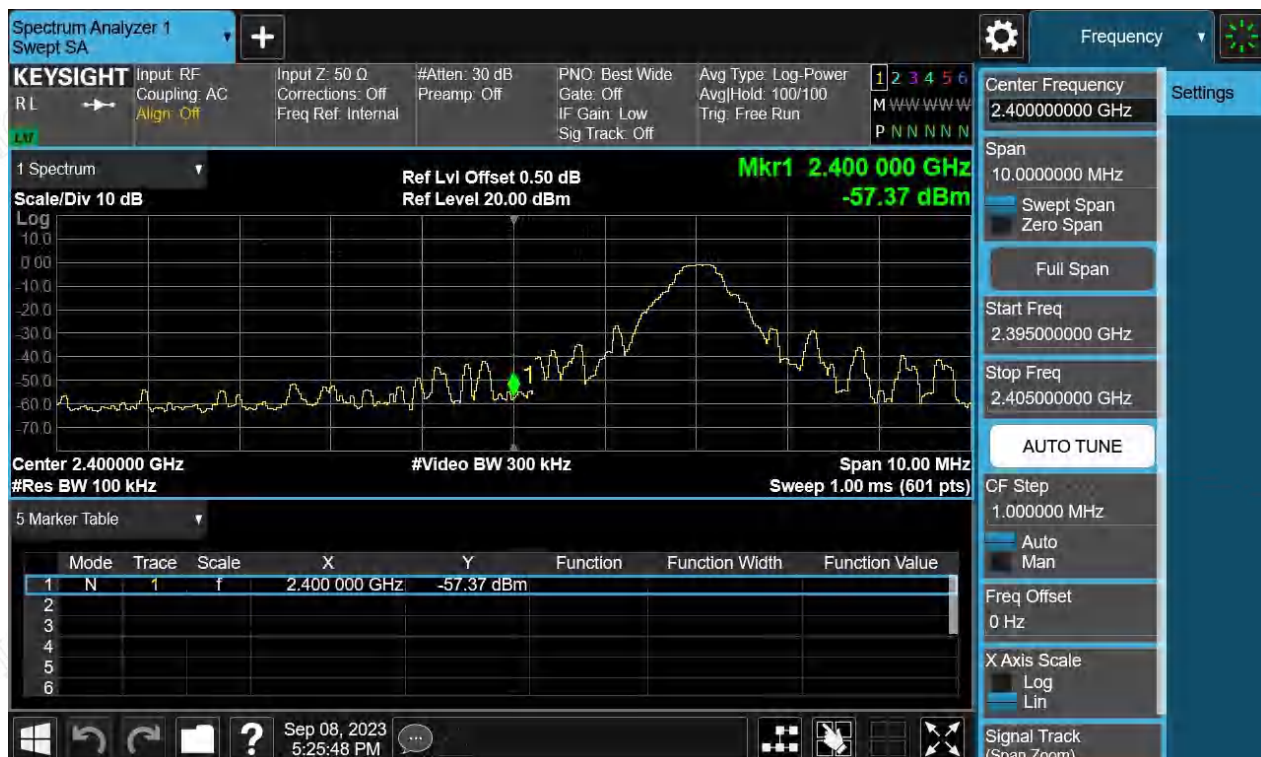 Spectrum Analyzer 1
Swept SA
+
Frequency
KEYSIGHT
R L
LXI
Input: RF
Coupling: AC
Align: Off
Input Z: 50 Ω
Corrections: Off
Freq Ref: Internal
#Atten: 30 dB
Preamp: Off
PNO: Best Wide
Gate: Off
IF Gain: Low
Sig Track: Off
Avg Type: Log-Power
Avg|Hold: 100/100
Trig: Free Run
1 2 3 4 5 6
M W W W W W
P N N N N N
1 Spectrum
Scale/Div 10 dB
Ref Lvl Offset 0.50 dB
Ref Level 20.00 dBm
Mkr1 2.400 000 GHz
-57.37 dBm
Log
10.0
0.00
-10.0
-20.0
-30.0
-40.0
-50.0
-60.0
-70.0
1
Center 2.400000 GHz
#Res BW 100 kHz
#Video BW 300 kHz
Span 10.00 MHz
Sweep 1.00 ms (601 pts)
5 Marker Table
Mode Trace Scale X Y Function Function Width Function Value
1 N 1 f 2.400 000 GHz -57.37 dBm
2
3
4
5
6
?
Sep 08, 2023
5:25:48 PM
Center Frequency
2.400000000 GHz
Settings
Span
10.0000000 MHz
Swept Span
Zero Span
Full Span
Start Freq
2.395000000 GHz
Stop Freq
2.405000000 GHz
AUTO TUNE
CF Step
1.000000 MHz
Auto
Man
Freq Offset
0 Hz
X Axis Scale
Log
Lin
Signal Track
(Span Zoom)